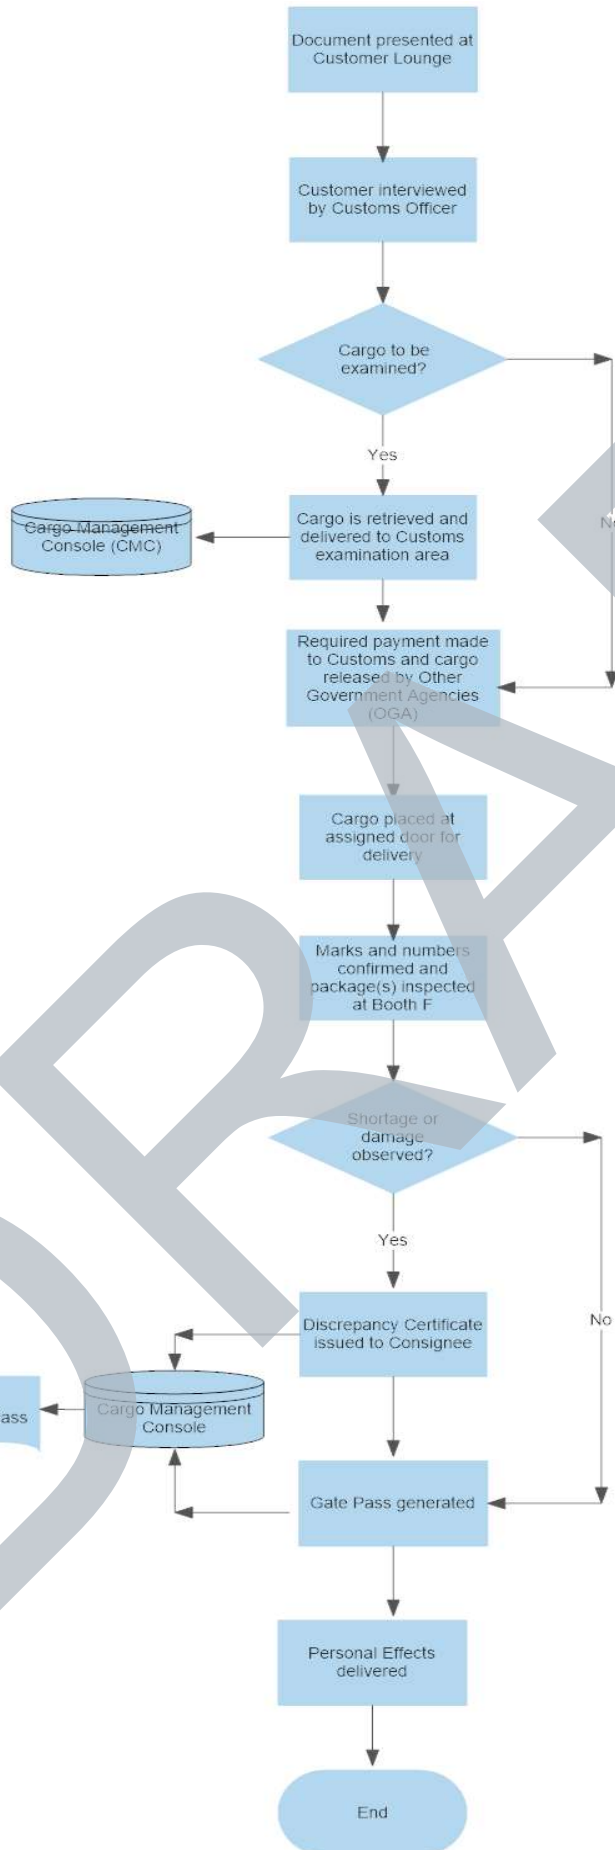 Document presented at
Customer Lounge
Customer interviewed
by Customs Officer
Cargo to be
examined?
Yes
No
Cargo Management
Console (CMC)
Cargo is retrieved and
delivered to Customs
examination area
Required payment made
to Customs and cargo
released by Other
Government Agencies
(OGA)
Cargo placed at
assigned door for
delivery
Marks and numbers
confirmed and
package(s) inspected
at Booth F
Shortage or
damage
observed?
Yes
No
Discrepancy Certificate
issued to Consignee
Cargo Management
Console
ass
Gate Pass generated
Personal Effects
delivered
End